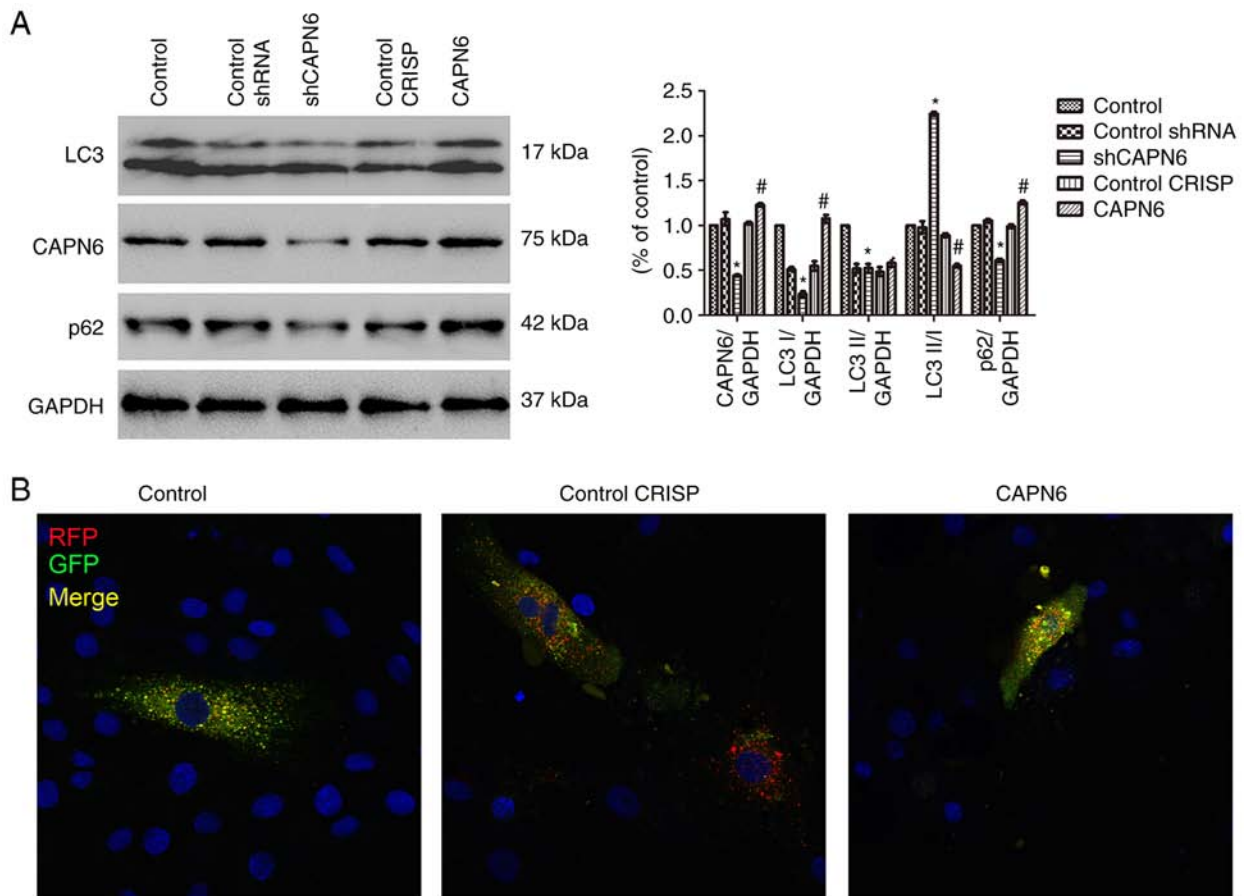 A
Control
Control
shRNA
shCAPN6
Control
CRISP
CAPN6
LC3
17 kDa
CAPN6
75 kDa
p62
42 kDa
GAPDH
37 kDa
(% of control)
2.5
2.0
1.5
1.0
0.5
0.0
*
#
*
#
*
*
#
*
#
CAPN6/
GAPDH
LC3 I/
GAPDH
LC3 II/
GAPDH
LC3 II/I
p62/
GAPDH
Control
Control shRNA
shCAPN6
Control CRISP
CAPN6
B
Control
Control CRISP
CAPN6
RFP
GFP
Merge